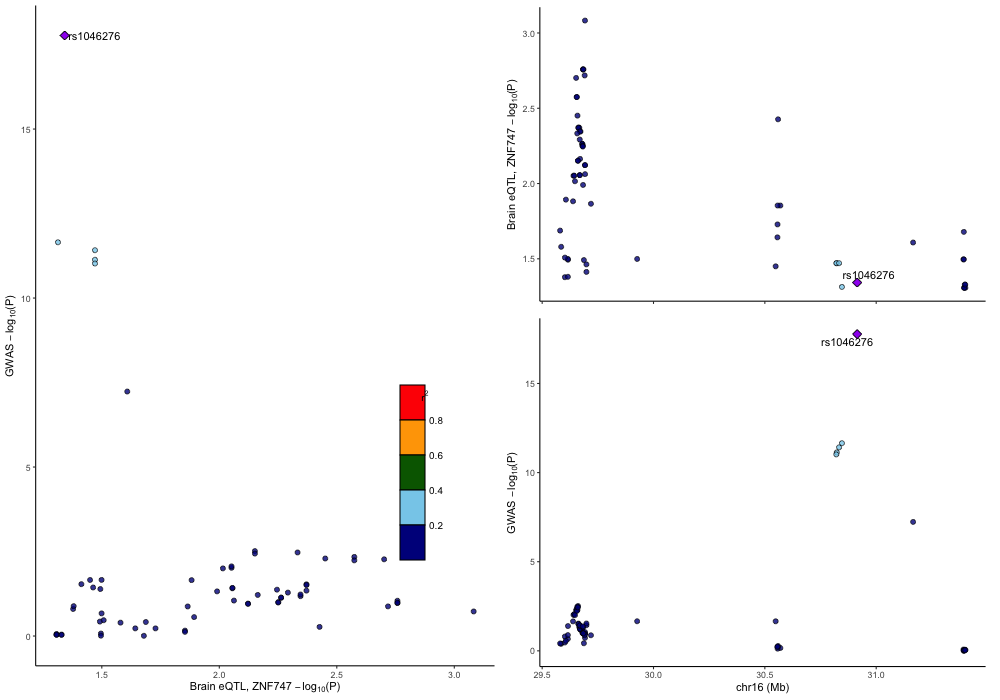 rs1046276
15
10
5
0
GWAS −log10(P)
1.5
2.0
2.5
3.0
Brain eQTL, ZNF747 −log10(P)
r2
0.8
0.6
0.4
0.2
3.0
2.5
2.0
1.5
Brain eQTL, ZNF747 −log10(P)
rs1046276
rs1046276
15
10
5
0
GWAS −log10(P)
29.5
30.0
30.5
31.0
chr16 (Mb)